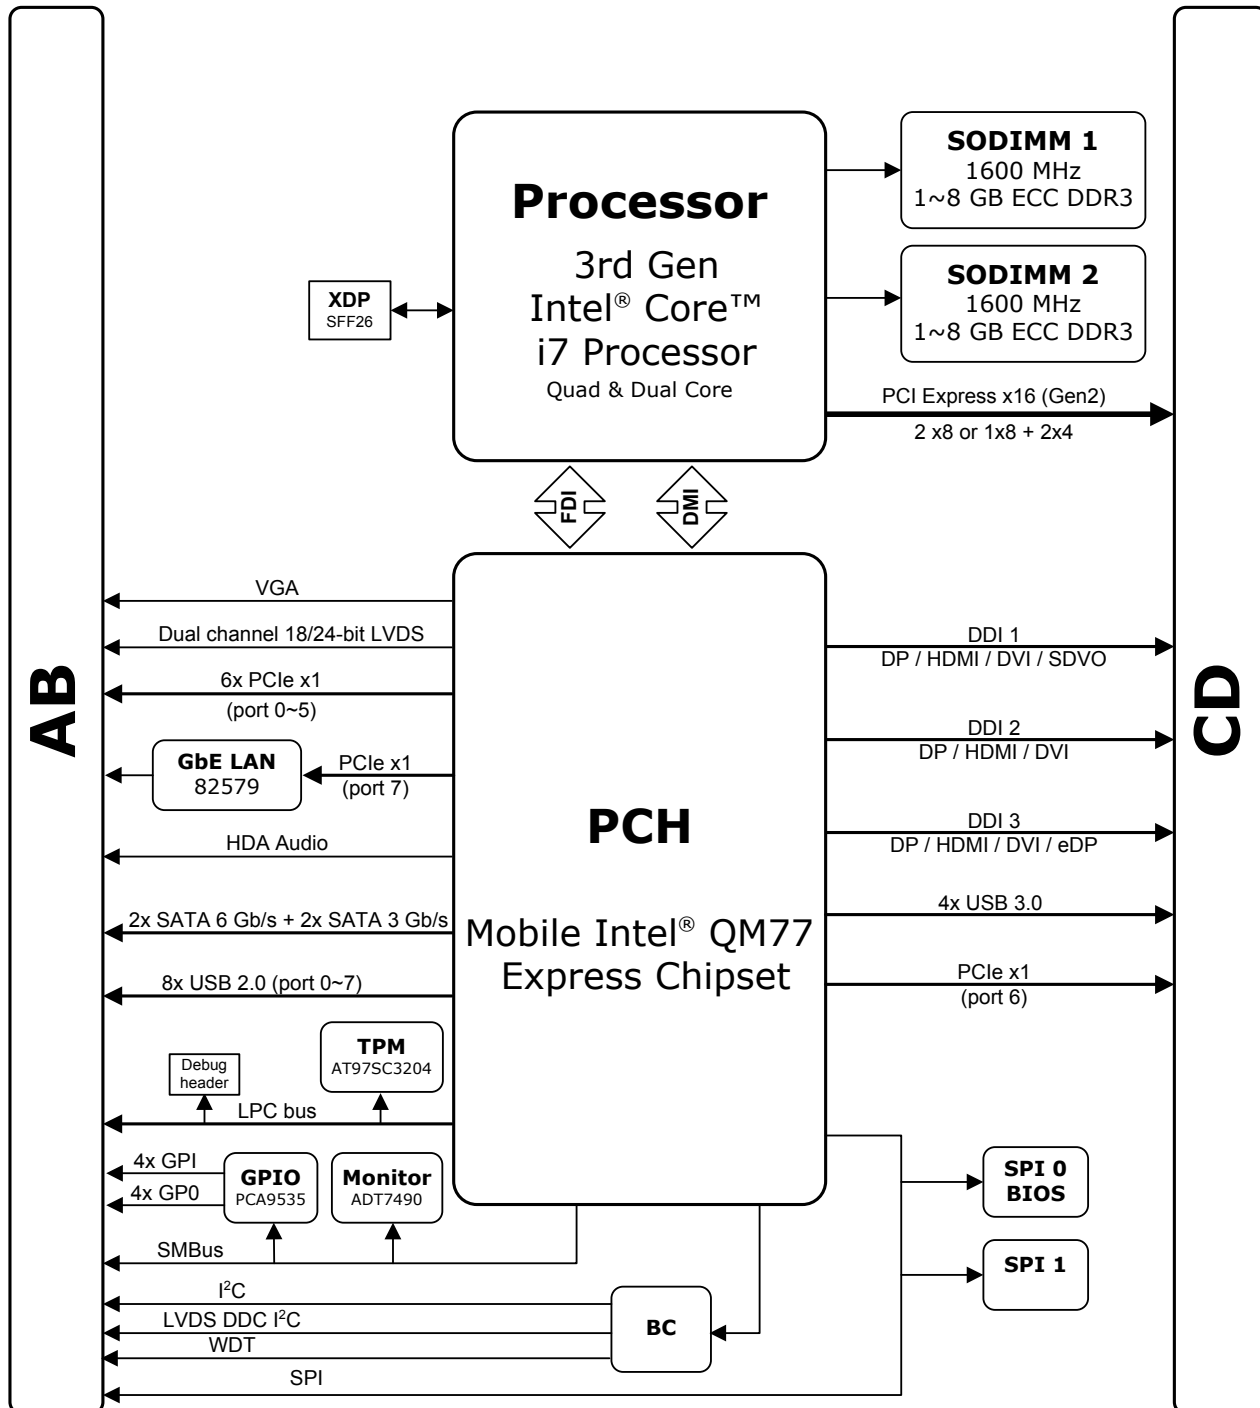 AB
CD
Processor
3rd Gen
Intel® Core™
i7 Processor
Quad & Dual Core
SODIMM 1
1600 MHz
1~8 GB ECC DDR3
SODIMM 2
1600 MHz
1~8 GB ECC DDR3
XDP
SFF26
PCI Express x16 (Gen2)
2 x8 or 1x8 + 2x4
FDI
DMI
VGA
Dual channel 18/24-bit LVDS
6x PCIe x1
(port 0~5)
GbE LAN
82579
PCIe x1
(port 7)
HDA Audio
2x SATA 6 Gb/s + 2x SATA 3 Gb/s
8x USB 2.0 (port 0~7)
PCH
Mobile Intel® QM77
Express Chipset
DDI 1
DP / HDMI / DVI / SDVO
DDI 2
DP / HDMI / DVI
DDI 3
DP / HDMI / DVI / eDP
4x USB 3.0
PCIe x1
(port 6)
Debug
header
TPM
AT97SC3204
LPC bus
4x GPI
4x GP0
GPIO
PCA9535
Monitor
ADT7490
SMBus
I²C
LVDS DDC I²C
WDT
SPI
BC
SPI 0
BIOS
SPI 1